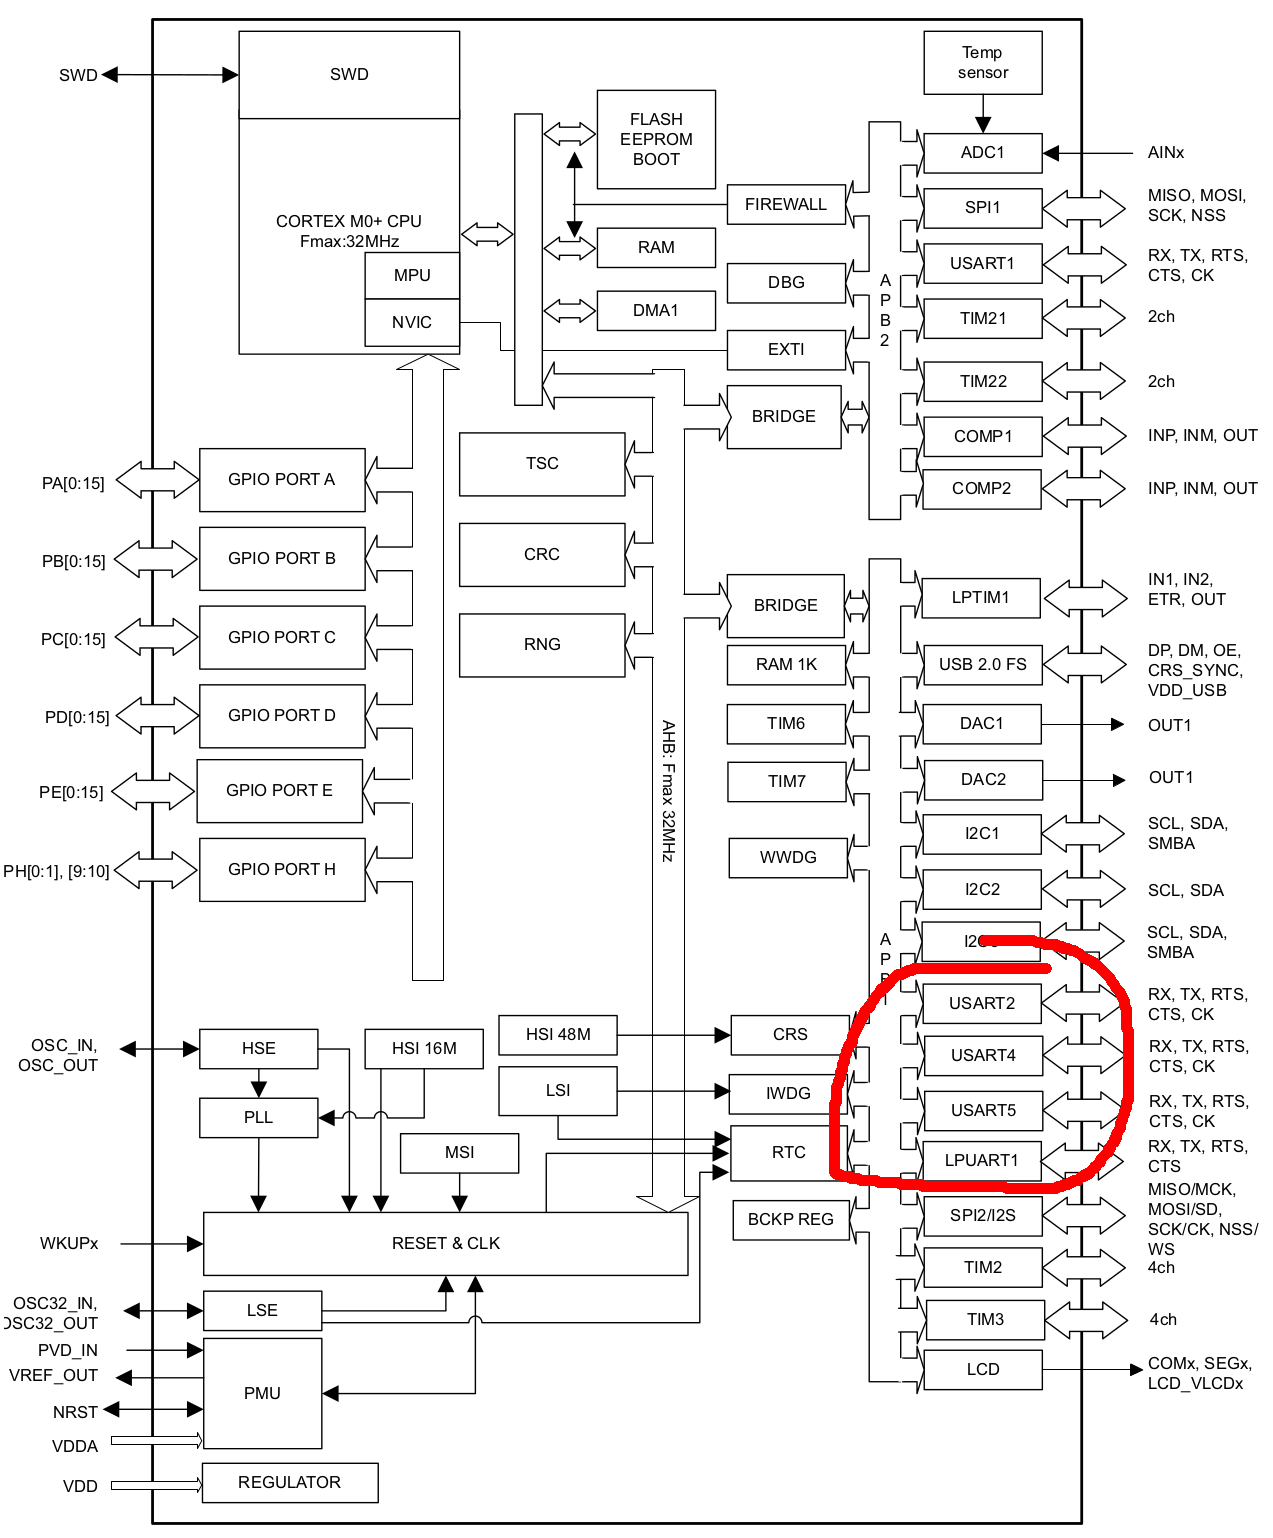 SWD
SWD
CORTEX M0+ CPU
Fmax:32MHz
MPU
NVIC
FLASH
EEPROM
BOOT
RAM
DMA1
FIREWALL
DBG
EXTI
BRIDGE
A
P
B
2
Temp
sensor
ADC1
AINx
SPI1
MISO, MOSI,
SCK, NSS
USART1
RX, TX, RTS,
CTS, CK
TIM21
2ch
TIM22
2ch
COMP1
INP, INM, OUT
COMP2
INP, INM, OUT
PA[0:15]
GPIO PORT A
PB[0:15]
GPIO PORT B
PC[0:15]
GPIO PORT C
PD[0:15]
GPIO PORT D
PE[0:15]
GPIO PORT E
PH[0:1], [9:10]
GPIO PORT H
TSC
CRC
RNG
AHB: Fmax 32MHz
BRIDGE
RAM 1K
TIM6
TIM7
WWDG
A
P
LPTIM1
IN1, IN2,
ETR, OUT
USB 2.0 FS
DP, DM, OE,
CRS_SYNC,
VDD_USB
DAC1
OUT1
DAC2
OUT1
I2C1
SCL, SDA,
SMBA
I2C2
SCL, SDA
SCL, SDA,
SMBA
USART2
RX, TX, RTS,
CTS, CK
USART4
RX, TX, RTS,
CTS, CK
USART5
RX, TX, RTS,
CTS, CK
LPUART1
RX, TX, RTS,
CTS
SPI2/I2S
MISO/MCK,
MOSI/SD,
SCK/CK, NSS/
WS
TIM2
4ch
TIM3
4ch
LCD
COMx, SEGx,
LCD_VLCDx
OSC_IN,
OSC_OUT
HSE
HSI 16M
PLL
MSI
HSI 48M
LSI
CRS
IWDG
RTC
BCKP REG
WKUPx
RESET & CLK
OSC32_IN,
OSC32_OUT
LSE
PVD_IN
VREF_OUT
NRST
PMU
VDDA
VDD
REGULATOR